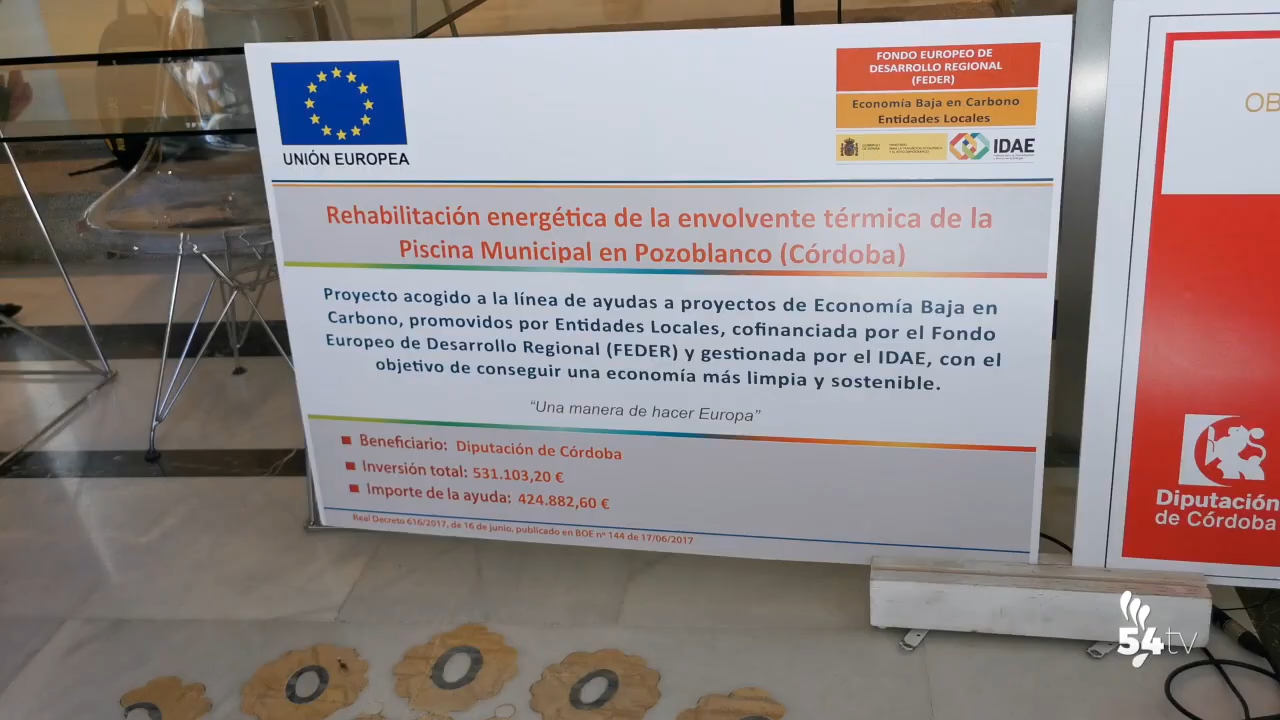 UNIÓN EUROPEA
FONDO EUROPEO DE
DESARROLLO REGIONAL
(FEDER)
Economía Baja en Carbono
Entidades Locales
IDAE
Rehabilitación energética de la envolvente térmica de la
Piscina Municipal en Pozoblanco (Córdoba)
Proyecto acogido a la línea de ayudas a proyectos de Economía Baja en
Carbono, promovidos por Entidades Locales, cofinanciada por el Fondo
Europeo de Desarrollo Regional (FEDER) y gestionada por el IDAE, con el
objetivo de conseguir una economía más limpia y sostenible.
“Una manera de hacer Europa”
Beneficiario: Diputación de Córdoba
Inversión total: 531.103,20 €
Importe de la ayuda: 424.882,60 €
Real Decreto 616/2017, de 16 de junio, publicado en BOE nº 144 de 17/06/2017
OB
Diputación
de Córdoba
54tv